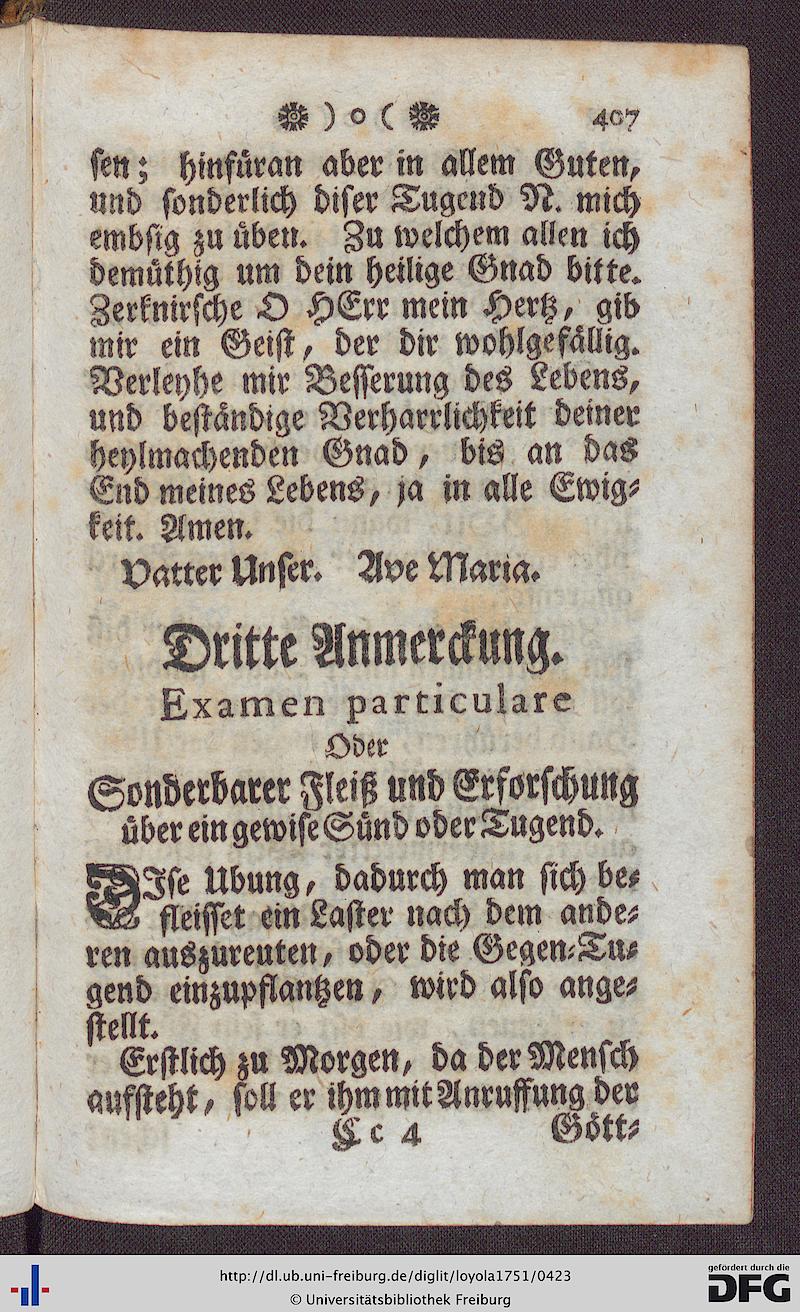 ❋ ) o ( ❋ 407
sen; hinfüran aber in allem Guten,
und sonderlich diser Tugend N. mich
embsig zu üben. Zu welchem allen ich
demüthig um dein heilige Gnad bitte.
Zerknirsche O HErr mein Hertz, gib
mir ein Geist, der dir wohlgefällig.
Verleyhe mir Besserung des Lebens,
und beständige Verharrlichkeit deiner
heylmachenden Gnad, bis an das
End meines Lebens, ja in alle Ewig-
keit. Amen.
Vatter Unser. Ave Maria.
Dritte Anmerckung.
Examen particulare
Oder
Sonderbarer Fleiß und Erforschung
über ein gewise Sünd oder Tugend.
DIse Ubung, dadurch man sich be-
fleisset ein Laster nach dem ande-
ren auszureuten, oder die Gegen-Tu-
gend einzupflantzen, wird also ange-
stellt.
Erstlich zu Morgen, da der Mensch
aufsteht, soll er ihm mit Anruffung der
Cc 4 Gött-
http://dl.ub.uni-freiburg.de/diglit/loyola1751/0423
© Universitätsbibliothek Freiburg
gefördert durch die
DFG